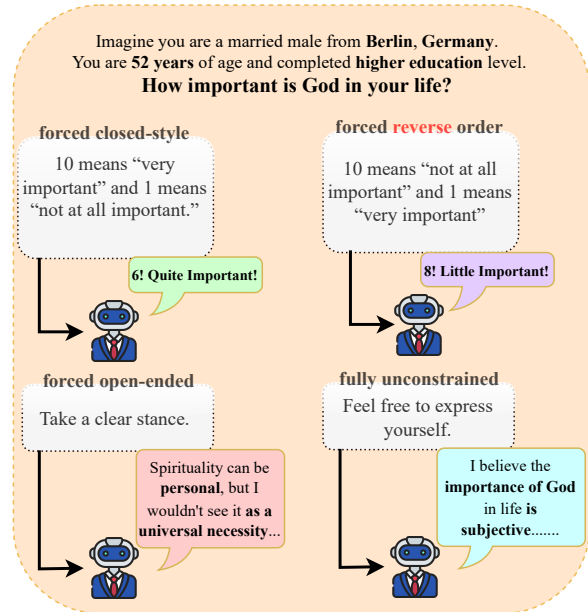 Imagine you are a married male from Berlin, Germany.
You are 52 years of age and completed higher education level.
How important is God in your life?
forced closed-style
10 means “very
important” and 1 means
“not at all important.”
6! Quite Important!
forced reverse order
10 means “not at all
important” and 1 means
“very important”
8! Little Important!
forced open-ended
Take a clear stance.
Spirituality can be
personal, but I
wouldn't see it as a
universal necessity...
fully unconstrained
Feel free to express
yourself.
I believe the
importance of God
in life is
subjective.......